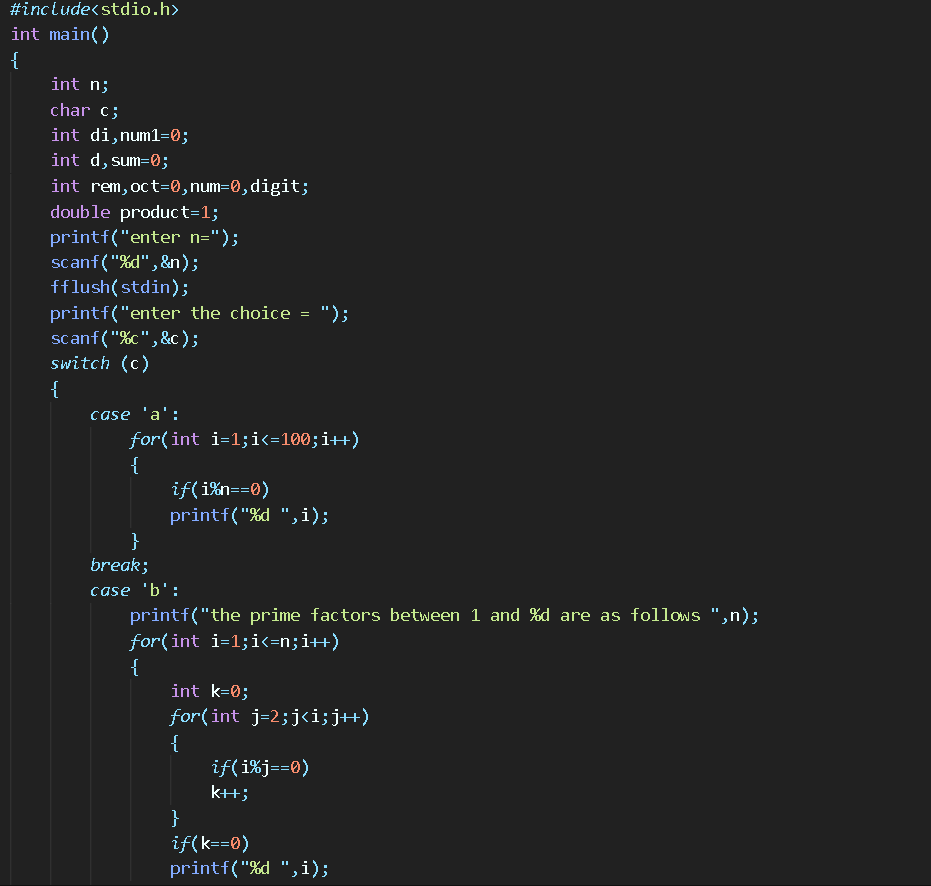 #include<stdio.h>
int main()
{
    int n;
    char c;
    int di,num1=0;
    int d,sum=0;
    int rem,oct=0,num=0,digit;
    double product=1;
    printf("enter n=");
    scanf("%d",&n);
    fflush(stdin);
    printf("enter the choice = ");
    scanf("%c",&c);
    switch (c)
    {
        case 'a':
            for(int i=1;i<=100;i++)
            {
                if(i%n==0)
                printf("%d ",i);
            }
        break;
        case 'b':
            printf("the prime factors between 1 and %d are as follows ",n);
            for(int i=1;i<=n;i++)
            {
                int k=0;
                for(int j=2;j<i;j++)
                {
                    if(i%j==0)
                    k++;
                }
                if(k==0)
                printf("%d ",i);